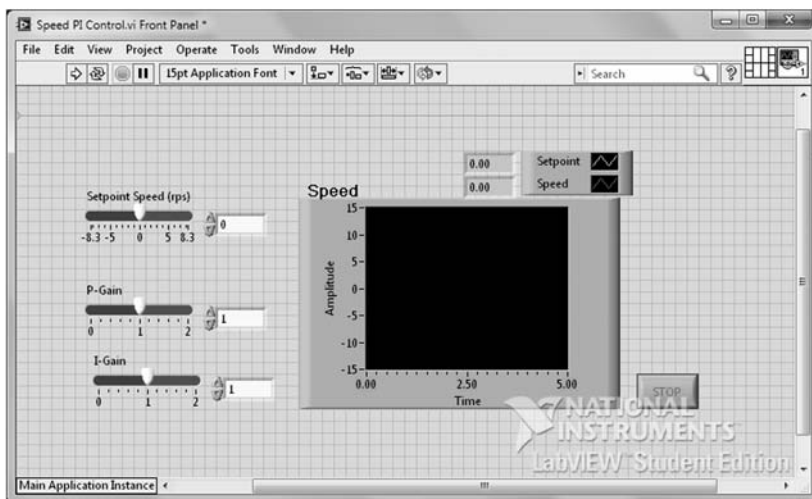 Speed PI Control.vi Front Panel *
File Edit View Project Operate Tools Window Help
15pt Application Font
Search
?
0.00 Setpoint
0.00 Speed
Speed
Setpoint Speed (rps)
-8.3 -5 0 5 8.3
0
P-Gain
0 1 2
1
I-Gain
0 1 2
1
Amplitude
15
10
5
0
-5
-10
-15
0.00 2.50 5.00
Time
STOP
NATIONAL
INSTRUMENTS
LabVIEW Student Edition
Main Application Instance